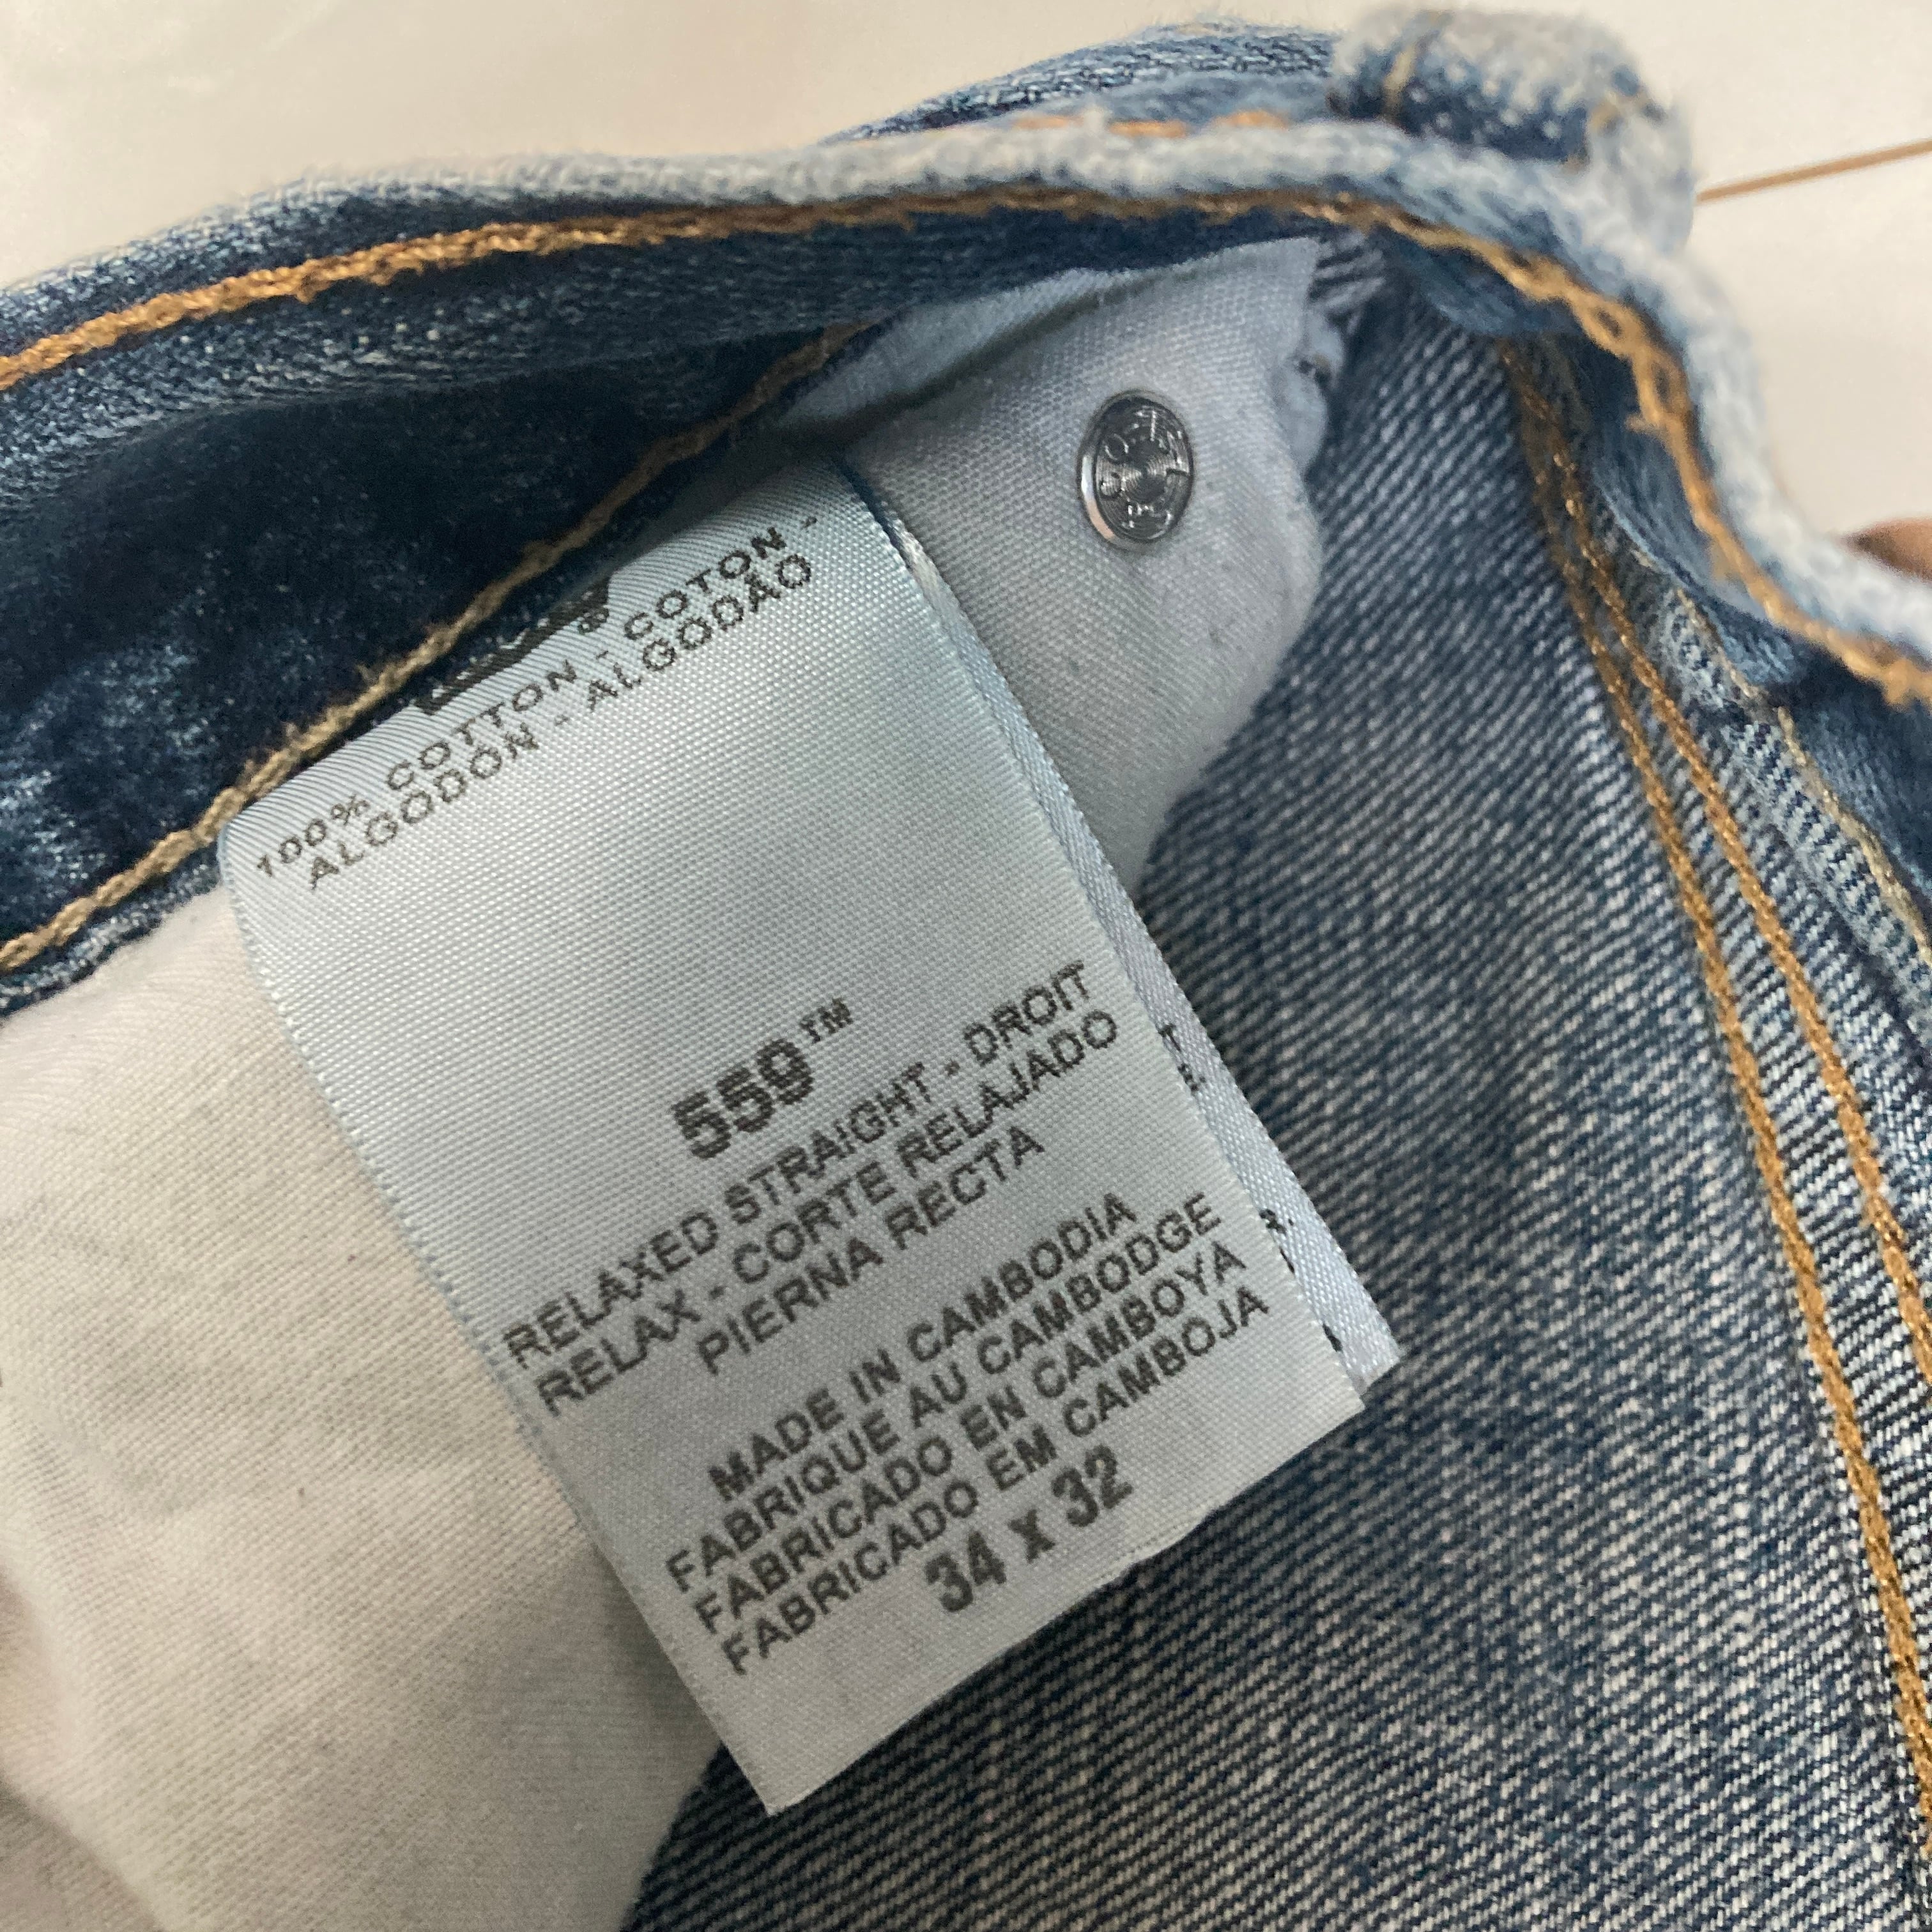 100% COTTON - COTON -
ALGODÓN - ALGODÃO
559™
RELAXED STRAIGHT - DROIT
RELAX - CORTE RELAJADO
PIERNA RECTA
MADE IN CAMBODIA
FABRIQUE AU CAMBODGE
FABRICADO EN CAMBOYA
FABRICADO EM CAMBOJA
34 x 32